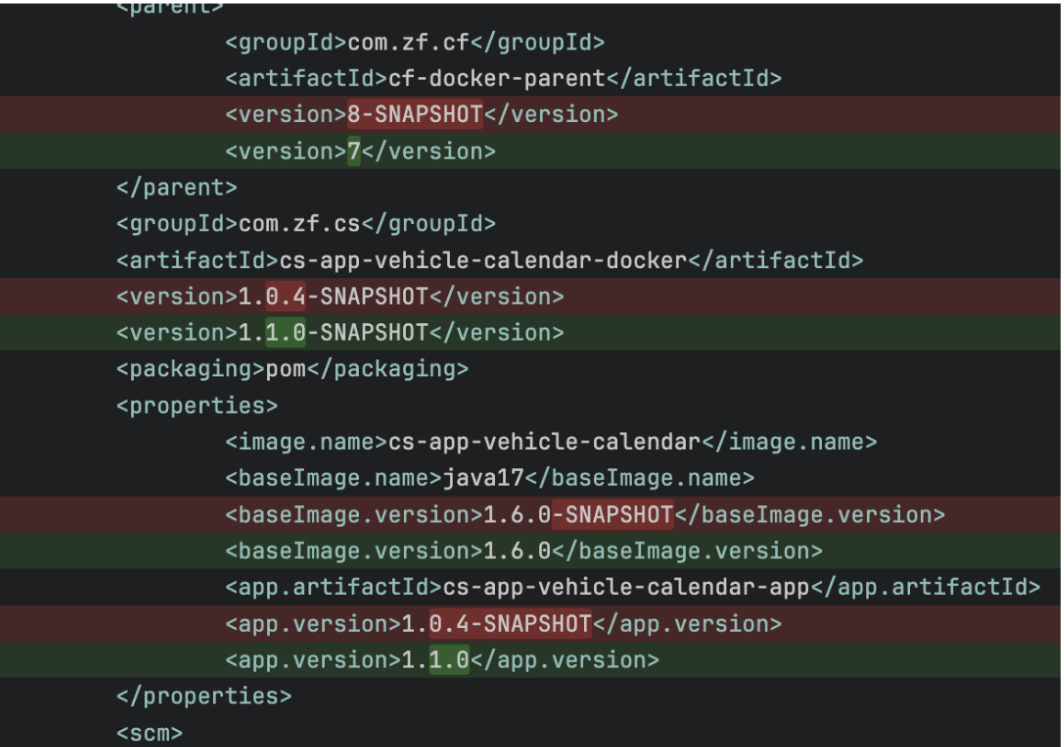 <parent>
<groupId>com.zf.cf</groupId>
<artifactId>cf-docker-parent</artifactId>
<version>8-SNAPSHOT</version>
<version>7</version>
</parent>
<groupId>com.zf.cs</groupId>
<artifactId>cs-app-vehicle-calendar-docker</artifactId>
<version>1.0.4-SNAPSHOT</version>
<version>1.1.0-SNAPSHOT</version>
<packaging>pom</packaging>
<properties>
<image.name>cs-app-vehicle-calendar</image.name>
<baseImage.name>java17</baseImage.name>
<baseImage.version>1.6.0-SNAPSHOT</baseImage.version>
<baseImage.version>1.6.0</baseImage.version>
<app.artifactId>cs-app-vehicle-calendar-app</app.artifactId>
<app.version>1.0.4-SNAPSHOT</app.version>
<app.version>1.1.0</app.version>
</properties>
<scm>